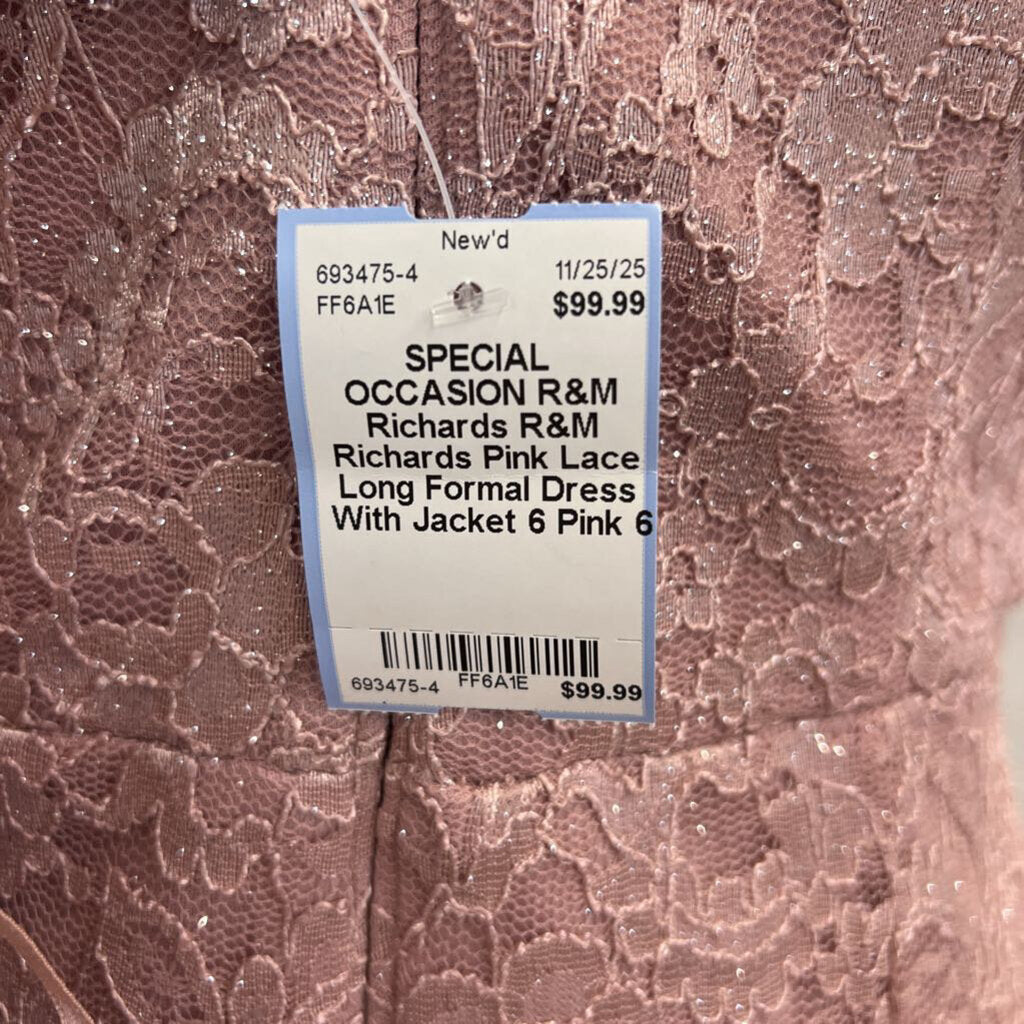 New'd
693475-4 11/25/25
FF6A1E $99.99
SPECIAL
OCCASION R&M
Richards R&M
Richards Pink Lace
Long Formal Dress
With Jacket 6 Pink 6
693475-4 FF6A1E $99.99